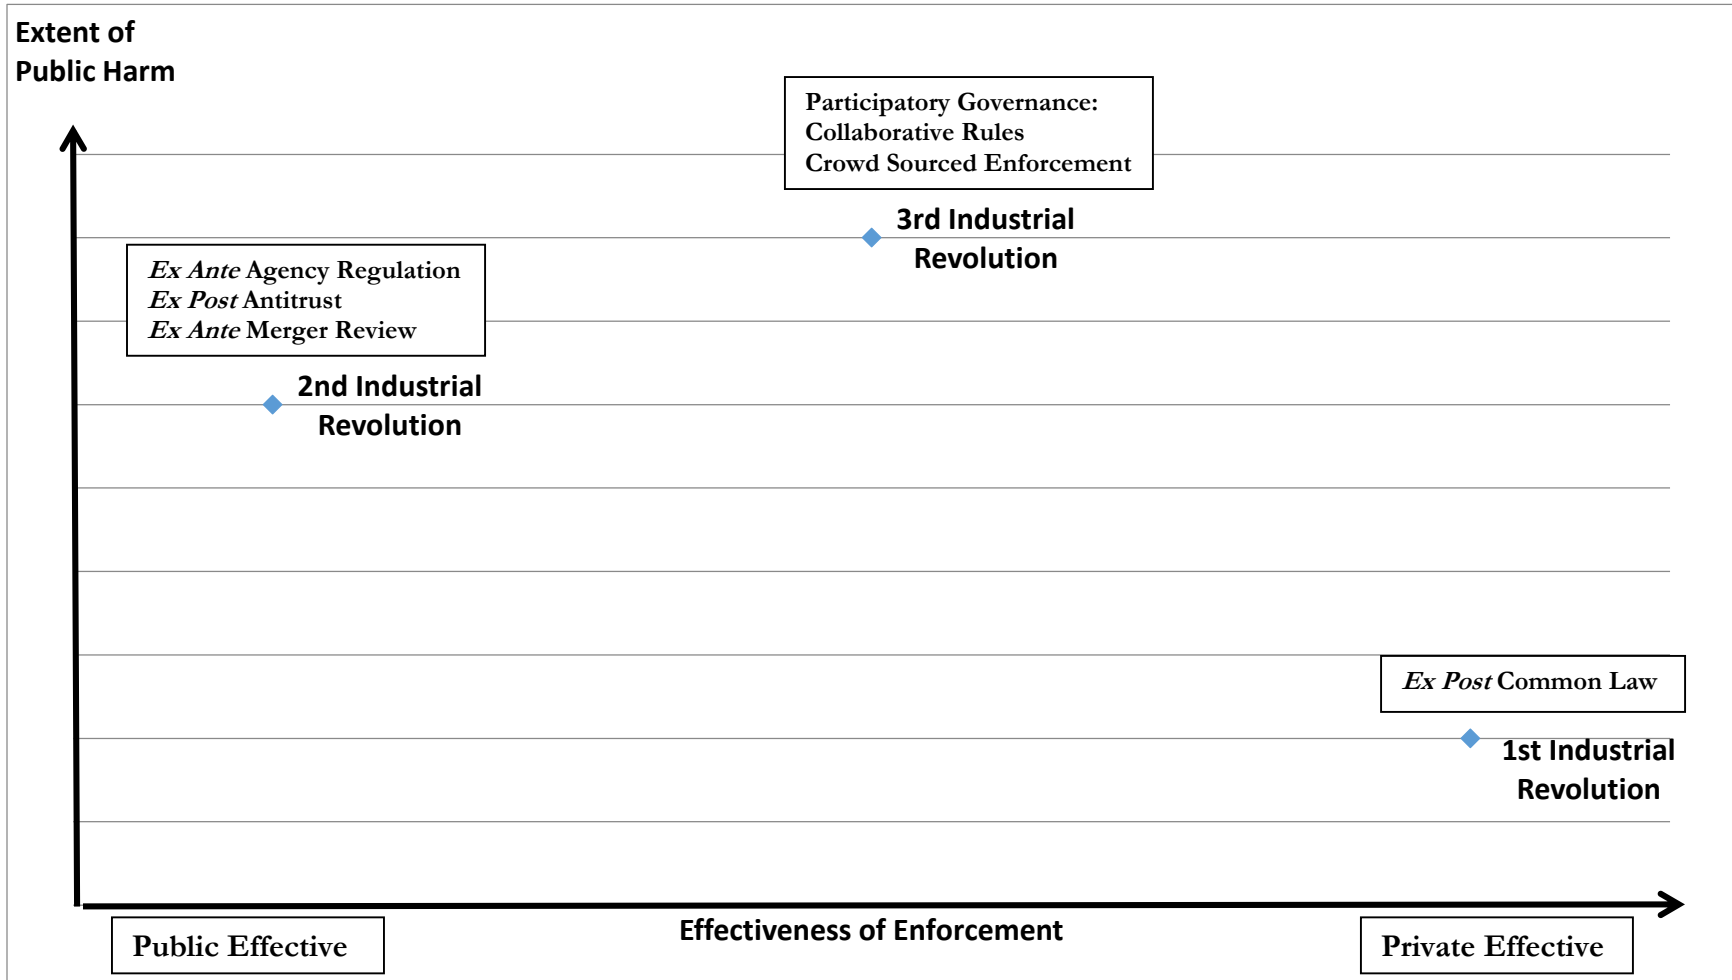 Extent of
Public Harm
Participatory Governance:
Collaborative Rules
Crowd Sourced Enforcement
3rd Industrial
Revolution
Ex Ante Agency Regulation
Ex Post Antitrust
Ex Ante Merger Review
2nd Industrial
Revolution
Ex Post Common Law
1st Industrial
Revolution
Public Effective
Effectiveness of Enforcement
Private Effective